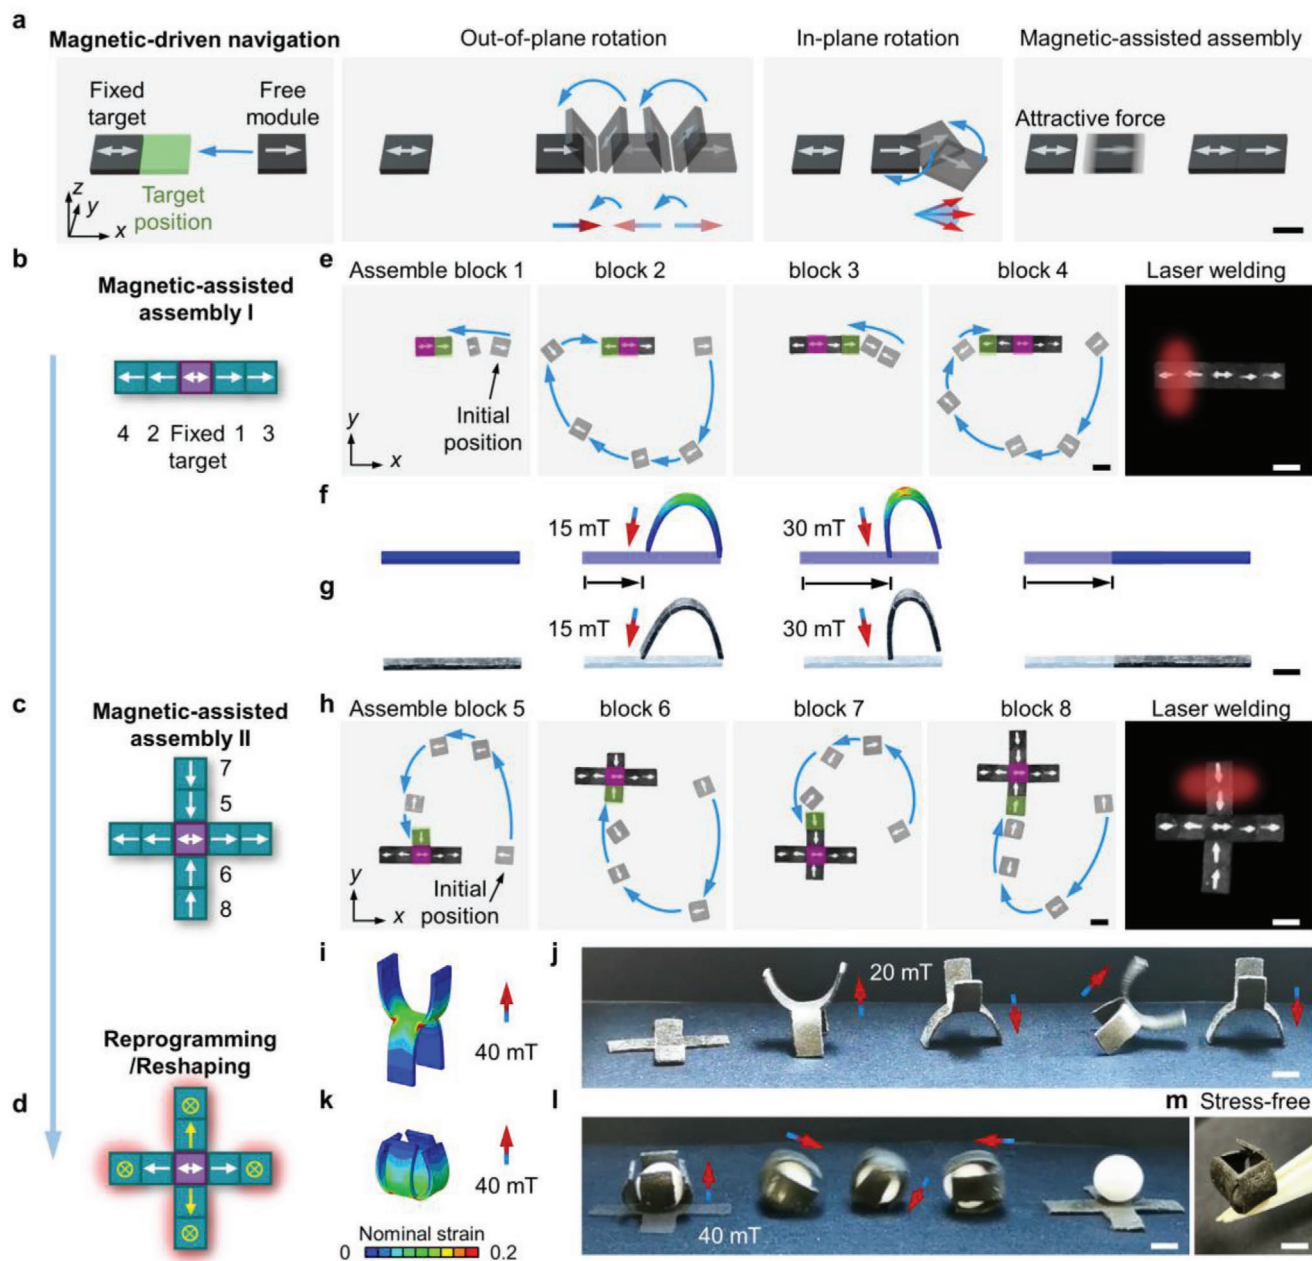 a
Magnetic-driven navigation
Out-of-plane rotation
In-plane rotation
Magnetic-assisted assembly
Fixed
target
Free
module
Target
position
z
y
x
Attractive force
b
Magnetic-assisted
assembly I
4 2 Fixed 1 3
target
e
Assemble block 1
block 2
block 3
block 4
Laser welding
Initial
position
y
x
f
15 mT
30 mT
g
15 mT
30 mT
c
Magnetic-assisted
assembly II
7
5
6
8
h
Assemble block 5
block 6
block 7
block 8
Laser welding
Initial
position
y
x
i
40 mT
j
20 mT
d
Reprogramming
/Reshaping
k
40 mT
Nominal strain
0 0.2
l
40 mT
m
Stress-free